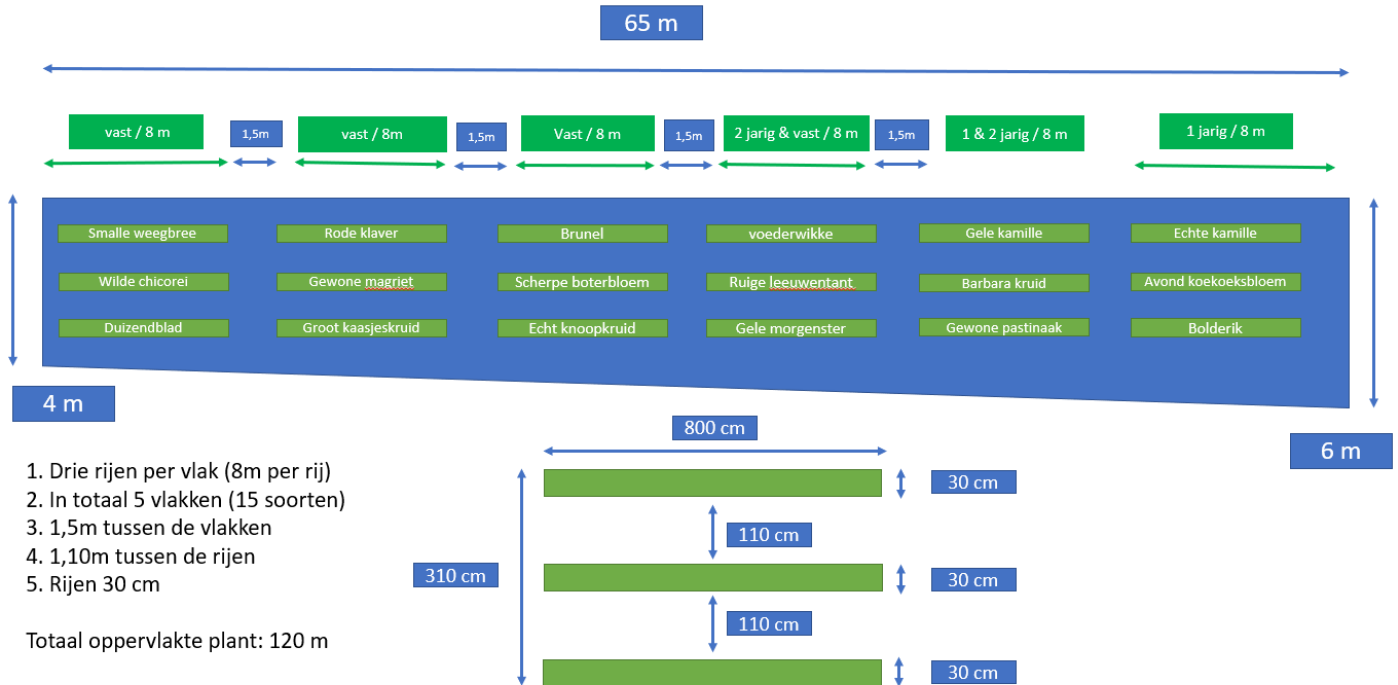 65 m
vast / 8 m
1,5m
vast / 8m
1,5m
Vast / 8 m
1,5m
2 jarig & vast / 8 m
1,5m
1 & 2 jarig / 8 m
1 jarig / 8 m
Smalle weegbree
Rode klaver
Brunel
voederwikke
Gele kamille
Echte kamille
Wilde chicorei
Gewone magriet
Scherpe boterbloem
Ruige leeuwentant
Barbara kruid
Avond koekoeksbloem
Duizendblad
Groot kaasjeskruid
Echt knoopkruid
Gele morgenster
Gewone pastinaak
Bolderik
4 m
6 m
1. Drie rijen per vlak (8m per rij)
2. In totaal 5 vlakken (15 soorten)
3. 1,5m tussen de vlakken
4. 1,10m tussen de rijen
5. Rijen 30 cm
Totaal oppervlakte plant: 120 m
800 cm
30 cm
110 cm
310 cm
30 cm
110 cm
30 cm